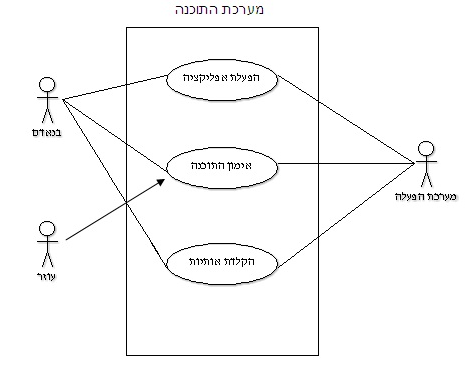 מערכת התוכנה
הפעלת אפליקציה
בנאדם
אימון התוכנה
מערכת הפעלה
עוזר
הקלדת אותיות